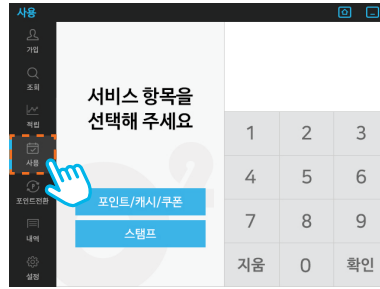 사용
가입
조회
적립
사용
포인트전환
내역
설정
서비스 항목을
선택해 주세요
포인트/캐시/쿠폰
스탬프
1 2 3
4 5 6
7 8 9
지움 0 확인